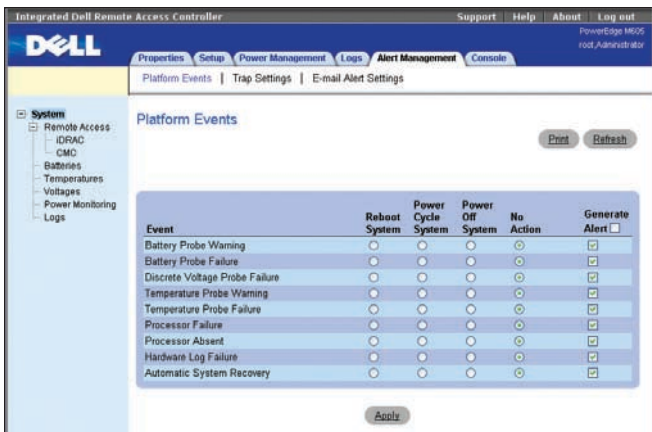 Integrated Dell Remote Access Controller
Support | Help | About | Log out
DELL
PowerEdge M605
root,Administrator
Properties Setup Power Management Logs Alert Management Console
Platform Events | Trap Settings | E-mail Alert Settings
System
Remote Access
iDRAC
CMC
Batteries
Temperatures
Voltages
Power Monitoring
Logs
Platform Events
Print Refresh
Event Reboot System Power Cycle System Power Off System No Action Generate Alert
Battery Probe Warning
Battery Probe Failure
Discrete Voltage Probe Failure
Temperature Probe Warning
Temperature Probe Failure
Processor Failure
Processor Absent
Hardware Log Failure
Automatic System Recovery
Apply